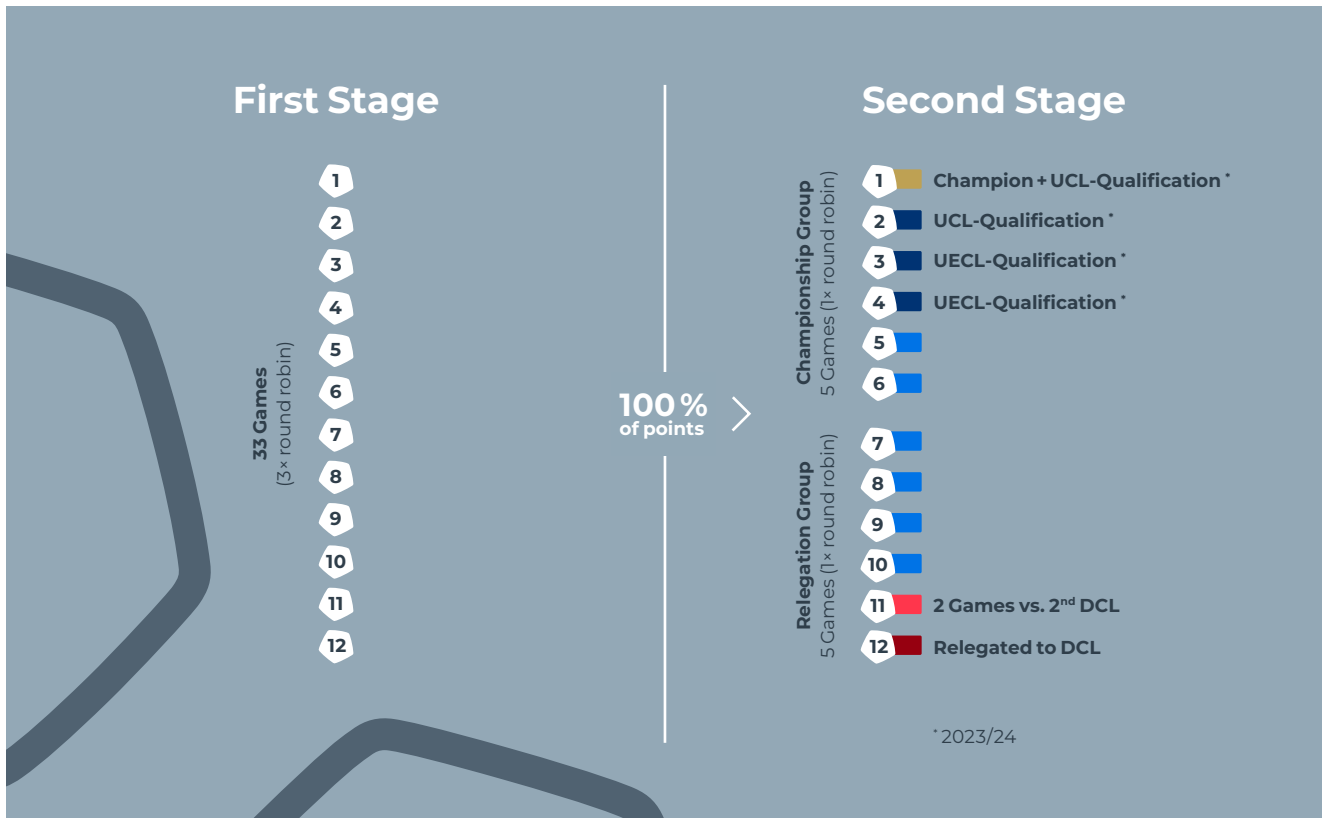 First Stage
33 Games
(3× round robin)
1
2
3
4
5
6
7
8
9
10
11
12
100 %
of points
Second Stage
Championship Group
5 Games (1× round robin)
1 Champion + UCL-Qualification *
2 UCL-Qualification *
3 UECL-Qualification *
4 UECL-Qualification *
5
6
Relegation Group
5 Games (1× round robin)
7
8
9
10
11 2 Games vs. 2nd DCL
12 Relegated to DCL
* 2023/24